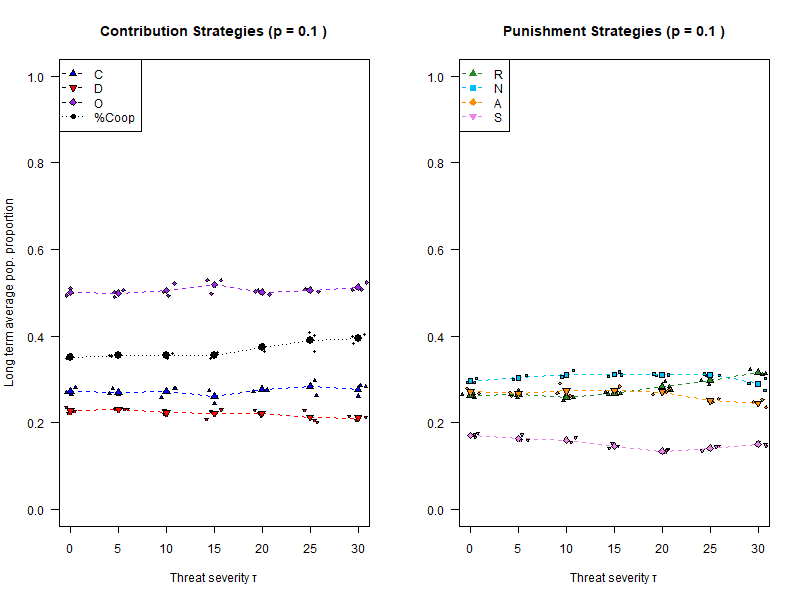 Contribution Strategies (p = 0.1 )
C
D
O
%Coop
Long term average pop. proportion
1.0
0.8
0.6
0.4
0.2
0.0
0 5 10 15 20 25 30
Threat severity τ
Punishment Strategies (p = 0.1 )
R
N
A
S
1.0
0.8
0.6
0.4
0.2
0.0
0 5 10 15 20 25 30
Threat severity τ